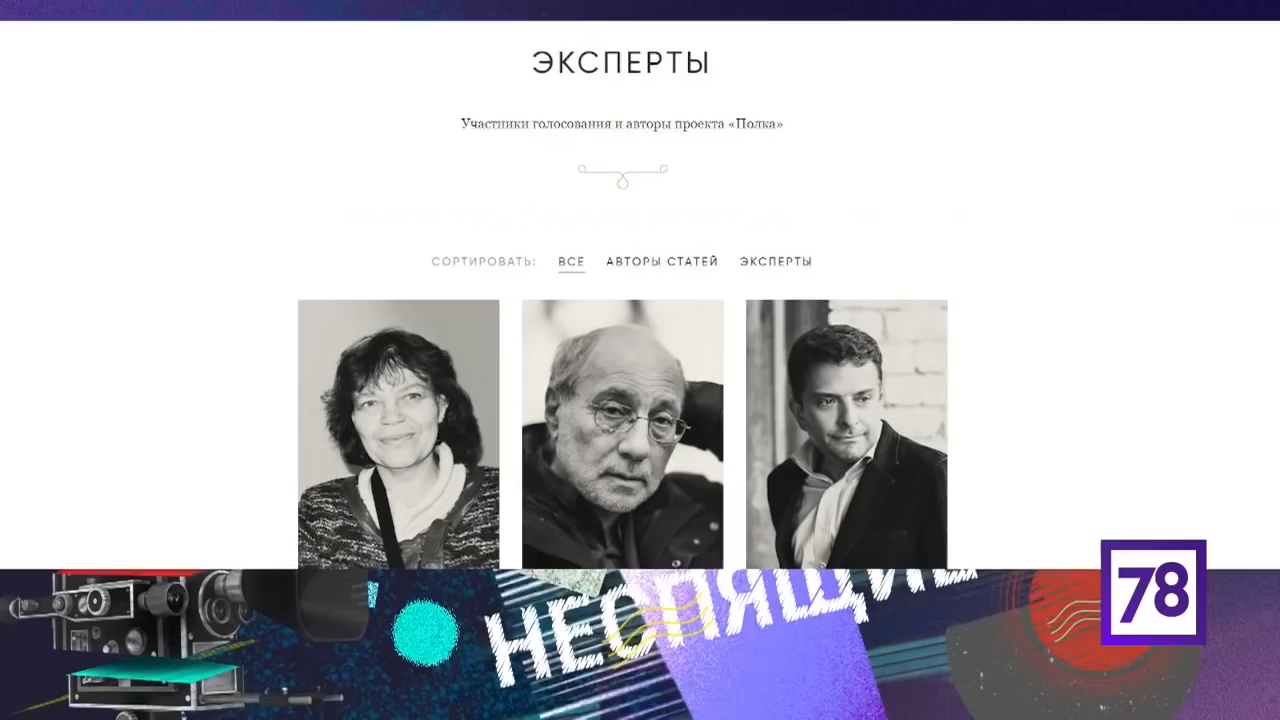 ЭКСПЕРТЫ
Участники голосования и авторы проекта «Полка»
СОРТИРОВАТЬ: ВСЕ АВТОРЫ СТАТЕЙ ЭКСПЕРТЫ
НЕСПЯЩИЕ
78